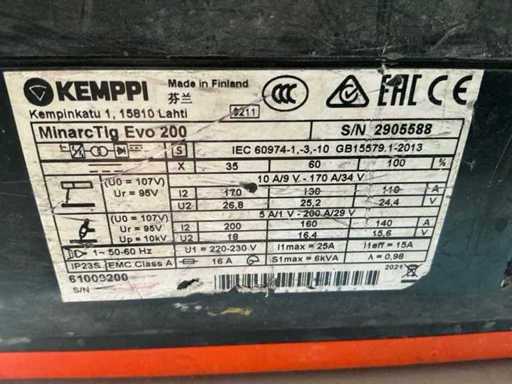 KEMPPI Made in Finland
芬兰
CCC EAC CE
Kempinkatu 1, 15810 Lahti 0211
MinarcTig Evo 200 S/N 2905588
S IEC 60974-1,-3,-10 GB15579.1-2013
X 35 60 100 %
10 A/9 V - 170 A/34 V
(U0 = 107V)
Ur = 95V
I2 170 130 110 A
U2 26,8 25,2 24,4 V
5 A/1 V - 200 A/29 V
(U0 = 107V)
Ur = 95V
Up = 10kV
I2 200 160 140 A
U2 18 16,4 15,6 V
1~ 50-60 Hz U1 = 220-230 V I1max = 25A I1eff = 15A
IP23S EMC Class A 16 A S1max = 6kVA λ = 0,98
61009200 2021
S/N